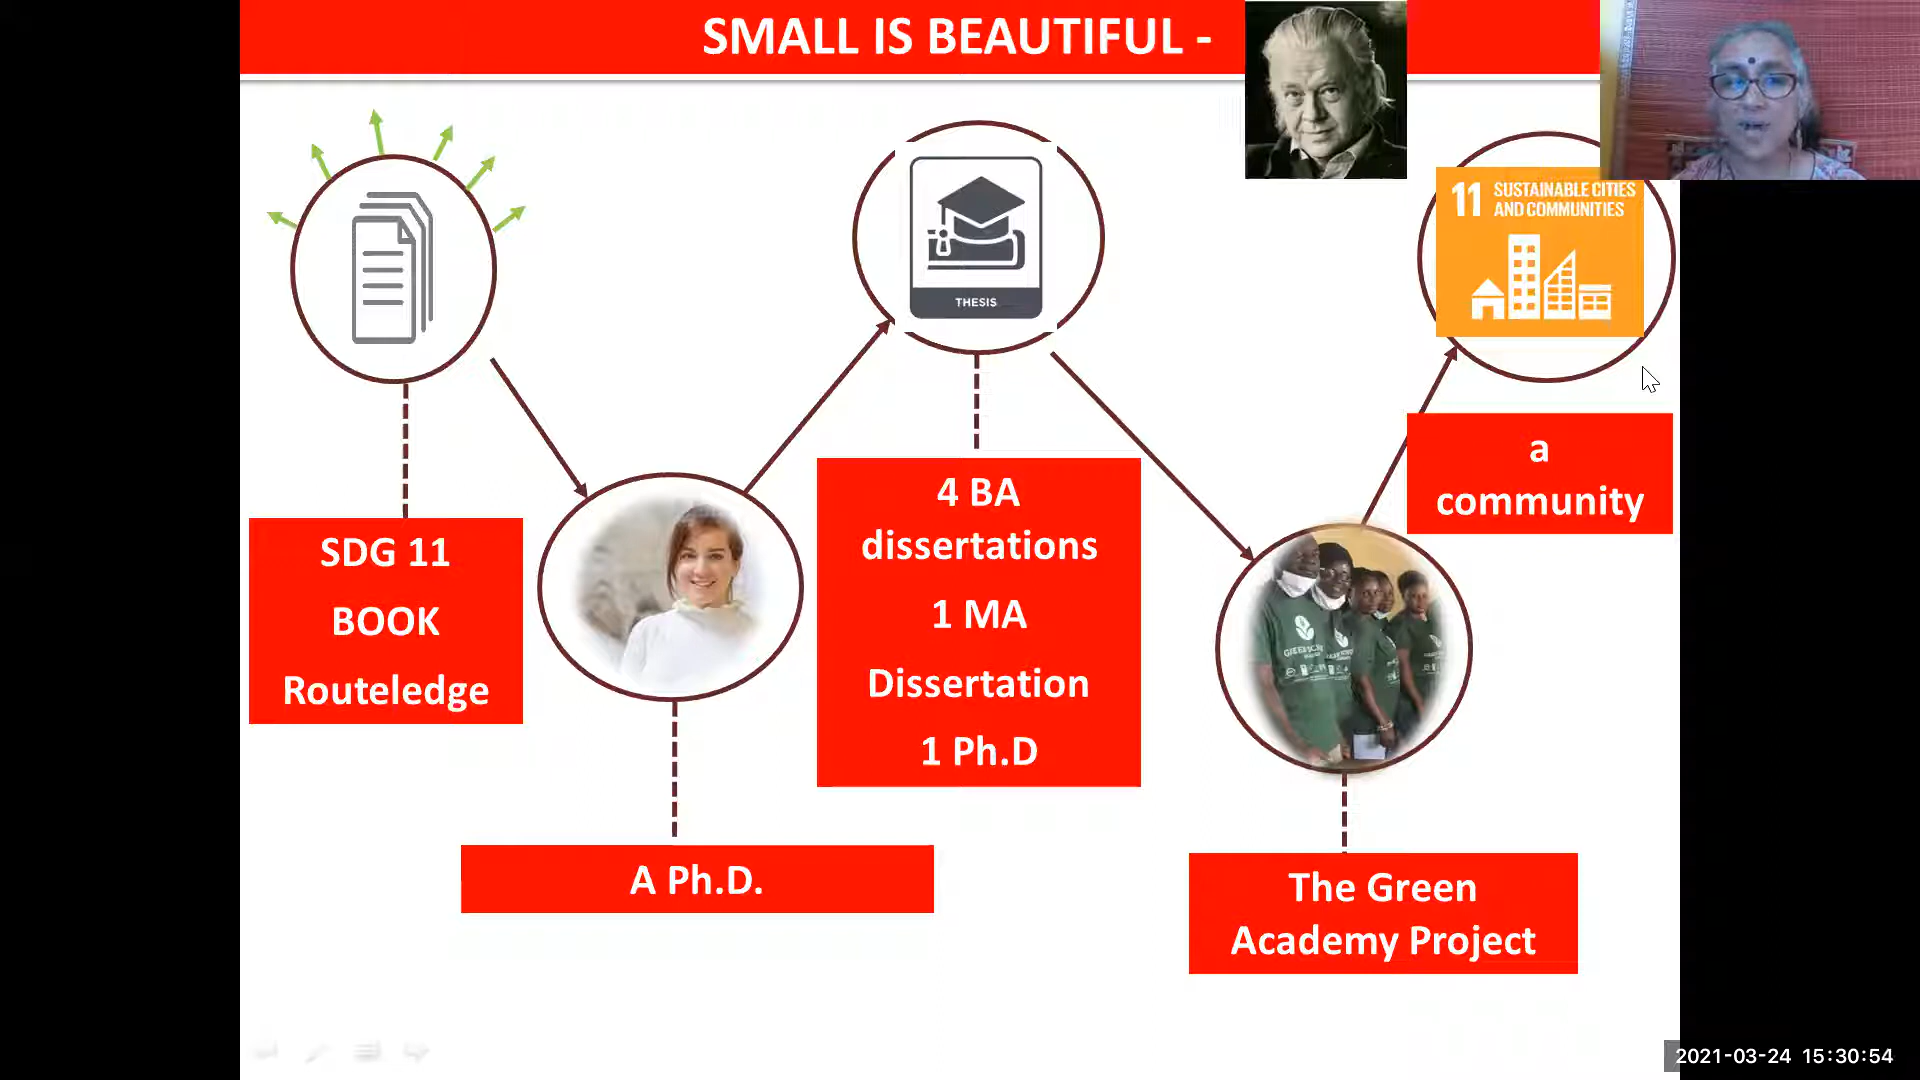 SMALL IS BEAUTIFUL -
11 SUSTAINABLE CITIES
AND COMMUNITIES
THESIS
SDG 11
BOOK
Routeledge
4 BA
dissertations
1 MA
Dissertation
1 Ph.D
a
community
A Ph.D.
The Green
Academy Project
2021-03-24 15:30:54